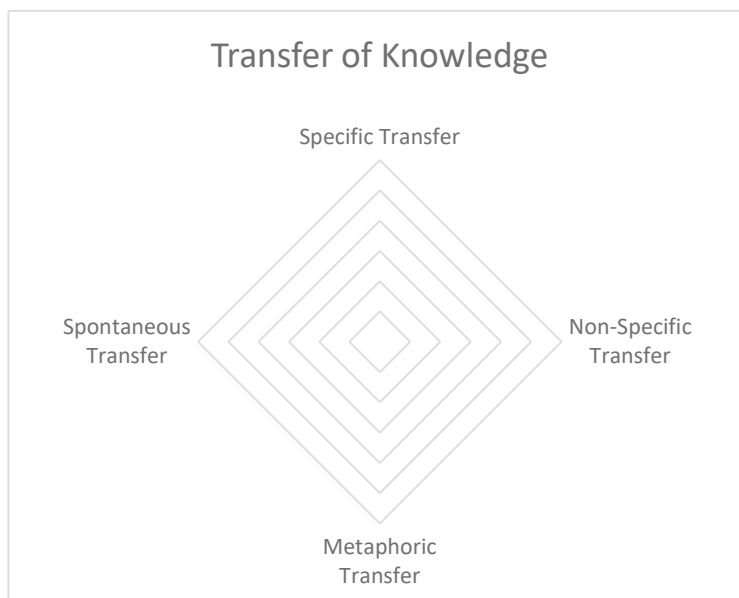 Transfer of Knowledge
Specific Transfer
Spontaneous
Transfer
Non-Specific
Transfer
Metaphoric
Transfer